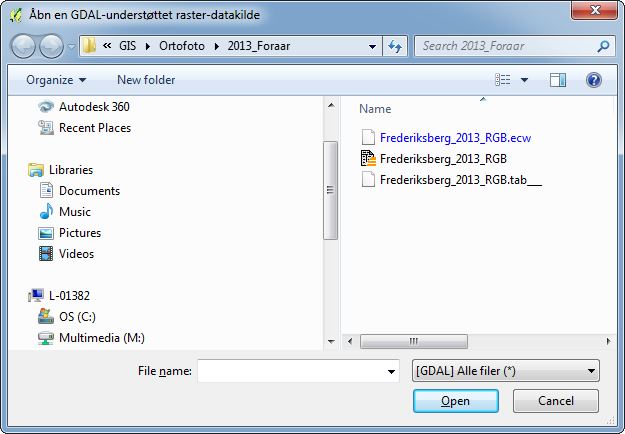 Åbn en GDAL-understøttet raster-datakilde
« GIS Ortofoto 2013_Foraar
Search 2013_Foraar
Organize New folder
Autodesk 360
Recent Places
Libraries
Documents
Music
Pictures
Videos
L-01382
OS (C:)
Multimedia (M:)
Name
Frederiksberg_2013_RGB.ecw
Frederiksberg_2013_RGB
Frederiksberg_2013_RGB.tab___
File name:
[GDAL] Alle filer (*)
Open Cancel